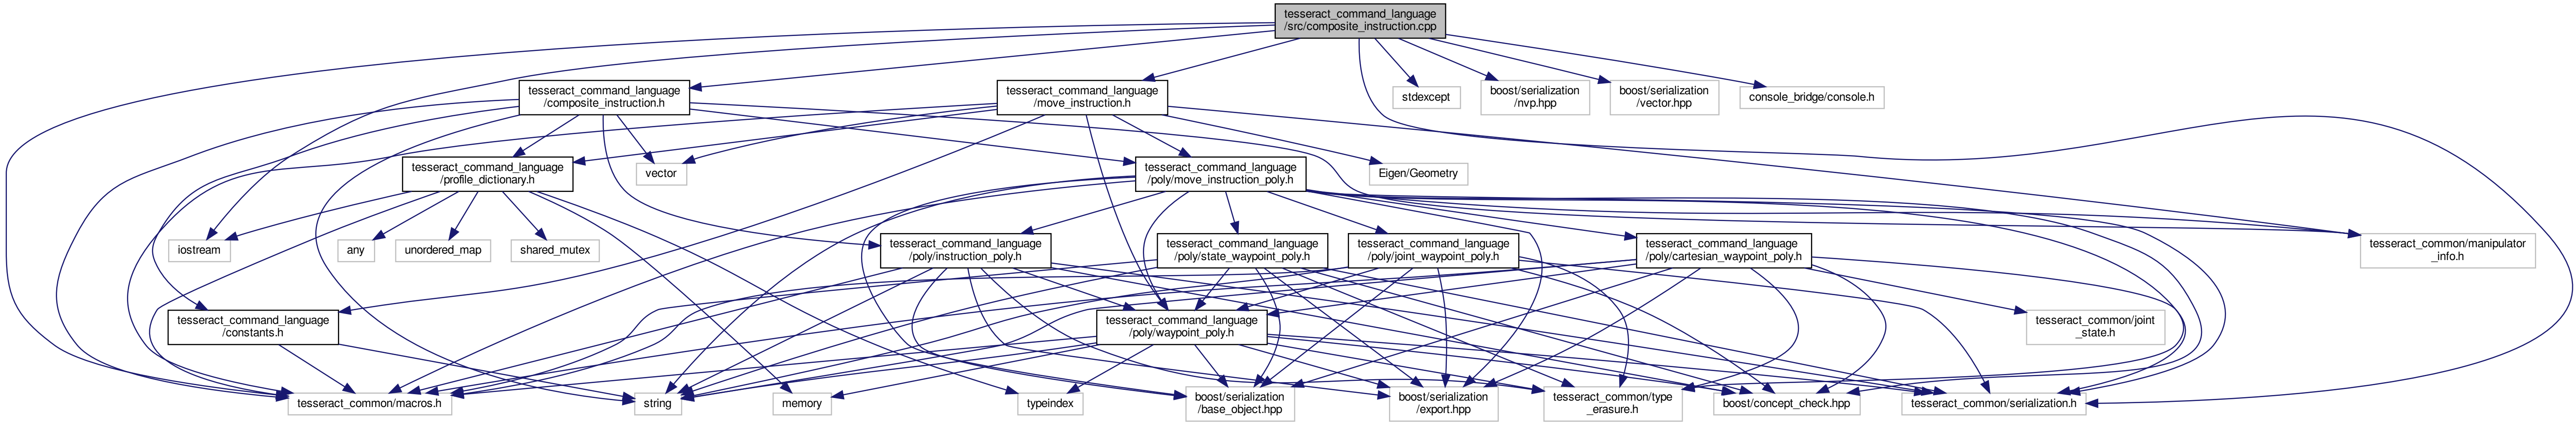 tesseract_command_language
/src/composite_instruction.cpp
tesseract_command_language
/composite_instruction.h
tesseract_command_language
/move_instruction.h
stdexcept
boost/serialization
/nvp.hpp
boost/serialization
/vector.hpp
console_bridge/console.h
tesseract_command_language
/profile_dictionary.h
vector
tesseract_command_language
/poly/move_instruction_poly.h
Eigen/Geometry
iostream
any
unordered_map
shared_mutex
tesseract_command_language
/poly/instruction_poly.h
tesseract_command_language
/poly/state_waypoint_poly.h
tesseract_command_language
/poly/joint_waypoint_poly.h
tesseract_command_language
/poly/cartesian_waypoint_poly.h
tesseract_common/manipulator
_info.h
tesseract_command_language
/constants.h
tesseract_command_language
/poly/waypoint_poly.h
tesseract_common/joint
_state.h
tesseract_common/macros.h
string
memory
typeindex
boost/serialization
/base_object.hpp
boost/serialization
/export.hpp
tesseract_common/type
_erasure.h
boost/concept_check.hpp
tesseract_common/serialization.h